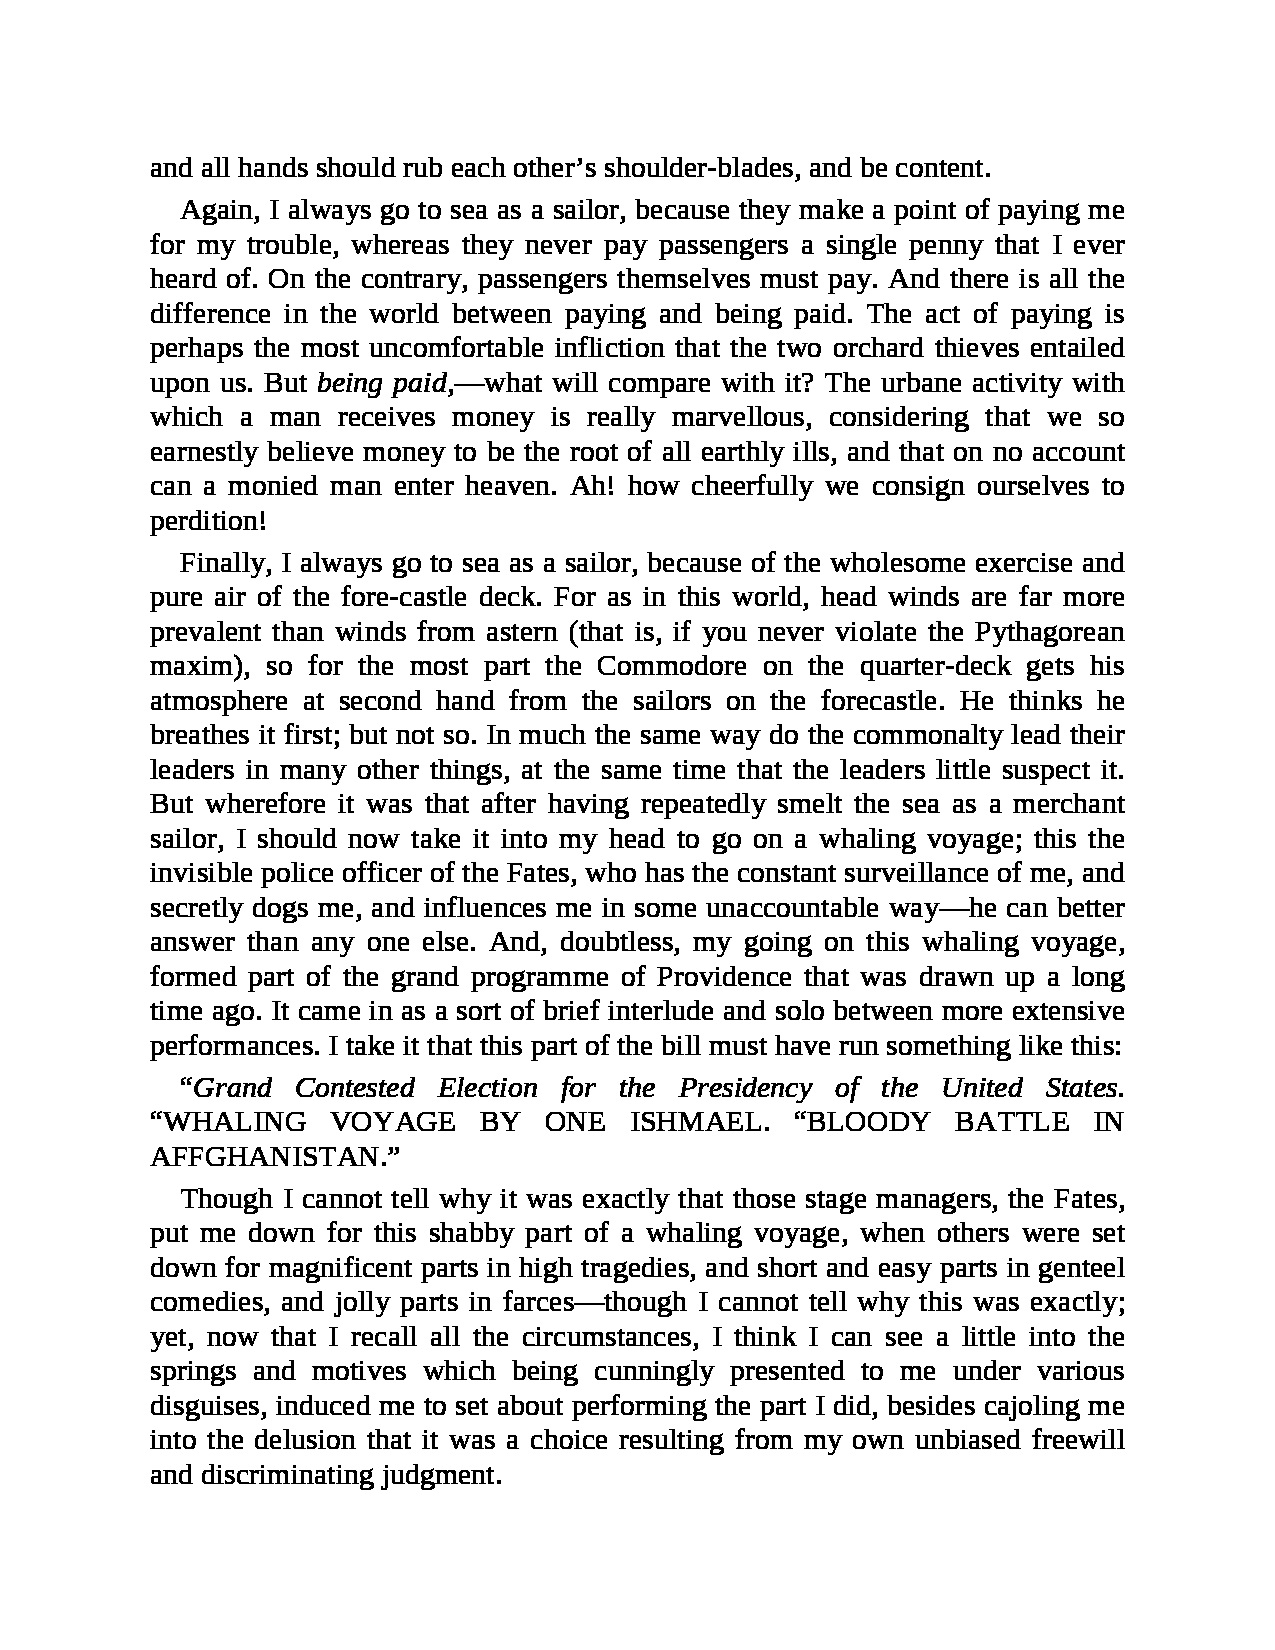 and all hands should rub each other’s shoulder-blades, and be content.
Again, I always go to sea as a sailor, because they make a point of paying me
for my trouble, whereas they never pay passengers a single penny that I ever
heard of. On the contrary, passengers themselves must pay. And there is all the
difference in the world between paying and being paid. The act of paying is
perhaps the most uncomfortable infliction that the two orchard thieves entailed
upon us. But being paid,—what will compare with it? The urbane activity with
which a man receives money is really marvellous, considering that we so
earnestly believe money to be the root of all earthly ills, and that on no account
can a monied man enter heaven. Ah! how cheerfully we consign ourselves to
perdition!
Finally, I always go to sea as a sailor, because of the wholesome exercise and
pure air of the fore-castle deck. For as in this world, head winds are far more
prevalent than winds from astern (that is, if you never violate the Pythagorean
maxim), so for the most part the Commodore on the quarter-deck gets his
atmosphere at second hand from the sailors on the forecastle. He thinks he
breathes it first; but not so. In much the same way do the commonalty lead their
leaders in many other things, at the same time that the leaders little suspect it.
But wherefore it was that after having repeatedly smelt the sea as a merchant
sailor, I should now take it into my head to go on a whaling voyage; this the
invisible police officer of the Fates, who has the constant surveillance of me, and
secretly dogs me, and influences me in some unaccountable way—he can better
answer than any one else. And, doubtless, my going on this whaling voyage,
formed part of the grand programme of Providence that was drawn up a long
time ago. It came in as a sort of brief interlude and solo between more extensive
performances. I take it that this part of the bill must have run something like this:
“Grand Contested Election for the Presidency of the United States.
“WHALING VOYAGE BY ONE ISHMAEL. “BLOODY BATTLE IN
AFFGHANISTAN.”
Though I cannot tell why it was exactly that those stage managers, the Fates,
put me down for this shabby part of a whaling voyage, when others were set
down for magnificent parts in high tragedies, and short and easy parts in genteel
comedies, and jolly parts in farces—though I cannot tell why this was exactly;
yet, now that I recall all the circumstances, I think I can see a little into the
springs and motives which being cunningly presented to me under various
disguises, induced me to set about performing the part I did, besides cajoling me
into the delusion that it was a choice resulting from my own unbiased freewill
and discriminating judgment.